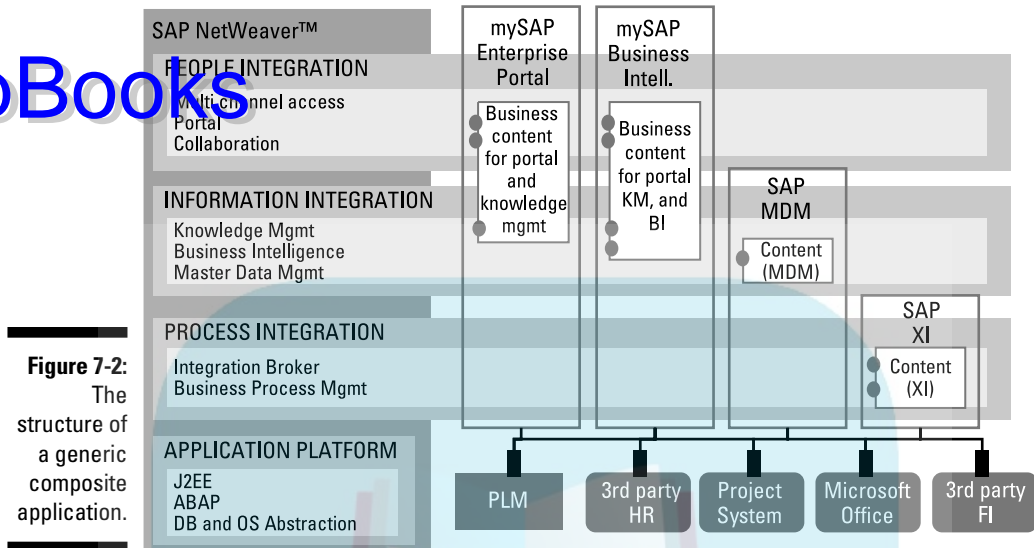 SAP NetWeaver™
PEOPLE INTEGRATION
Multi channel access
Portal
Collaboration
INFORMATION INTEGRATION
Knowledge Mgmt
Business Intelligence
Master Data Mgmt
PROCESS INTEGRATION
Integration Broker
Business Process Mgmt
APPLICATION PLATFORM
J2EE
ABAP
DB and OS Abstraction
mySAP
Enterprise
Portal
Business
content
for portal
and
knowledge
mgmt
mySAP
Business
Intell.
Business
content
for portal
KM, and
BI
SAP
MDM
Content
(MDM)
SAP
XI
Content
(XI)
PLM
3rd party
HR
Project
System
Microsoft
Office
3rd party
FI
Figure 7-2:
The
structure of
a generic
composite
application.
Books